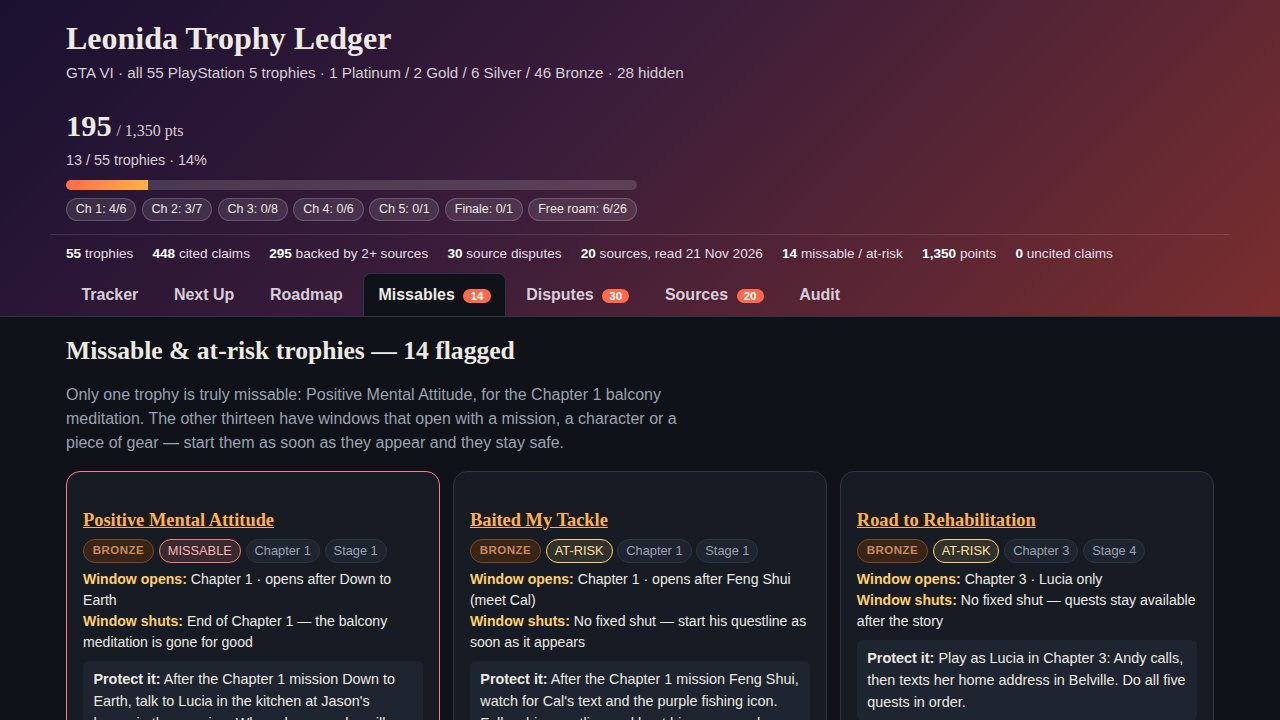 Leonida Trophy Ledger
GTA VI · all 55 PlayStation 5 trophies · 1 Platinum / 2 Gold / 6 Silver / 46 Bronze · 28 hidden
195 / 1,350 pts
13 / 55 trophies · 14%
Ch 1: 4/6 Ch 2: 3/7 Ch 3: 0/8 Ch 4: 0/6 Ch 5: 0/1 Finale: 0/1 Free roam: 6/26
55 trophies 448 cited claims 295 backed by 2+ sources 30 source disputes 20 sources, read 21 Nov 2026 14 missable / at-risk 1,350 points 0 uncited claims
Tracker Next Up Roadmap Missables 14 Disputes 30 Sources 20 Audit
Missable & at-risk trophies — 14 flagged
Only one trophy is truly missable: Positive Mental Attitude, for the Chapter 1 balcony
meditation. The other thirteen have windows that open with a mission, a character or a
piece of gear — start them as soon as they appear and they stay safe.
Positive Mental Attitude
BRONZE MISSABLE Chapter 1 Stage 1
Window opens: Chapter 1 · opens after Down to
Earth
Window shuts: End of Chapter 1 — the balcony
meditation is gone for good
Protect it: After the Chapter 1 mission Down to
Earth, talk to Lucia in the kitchen at Jason's
Baited My Tackle
BRONZE AT-RISK Chapter 1 Stage 1
Window opens: Chapter 1 · opens after Feng Shui
(meet Cal)
Window shuts: No fixed shut — start his questline as
soon as it appears
Protect it: After the Chapter 1 mission Feng Shui,
watch for Cal's text and the purple fishing icon.
Road to Rehabilitation
BRONZE AT-RISK Chapter 3 Stage 4
Window opens: Chapter 3 · Lucia only
Window shuts: No fixed shut — quests stay available
after the story
Protect it: Play as Lucia in Chapter 3: Andy calls,
then texts her home address in Belville. Do all five
quests in order.